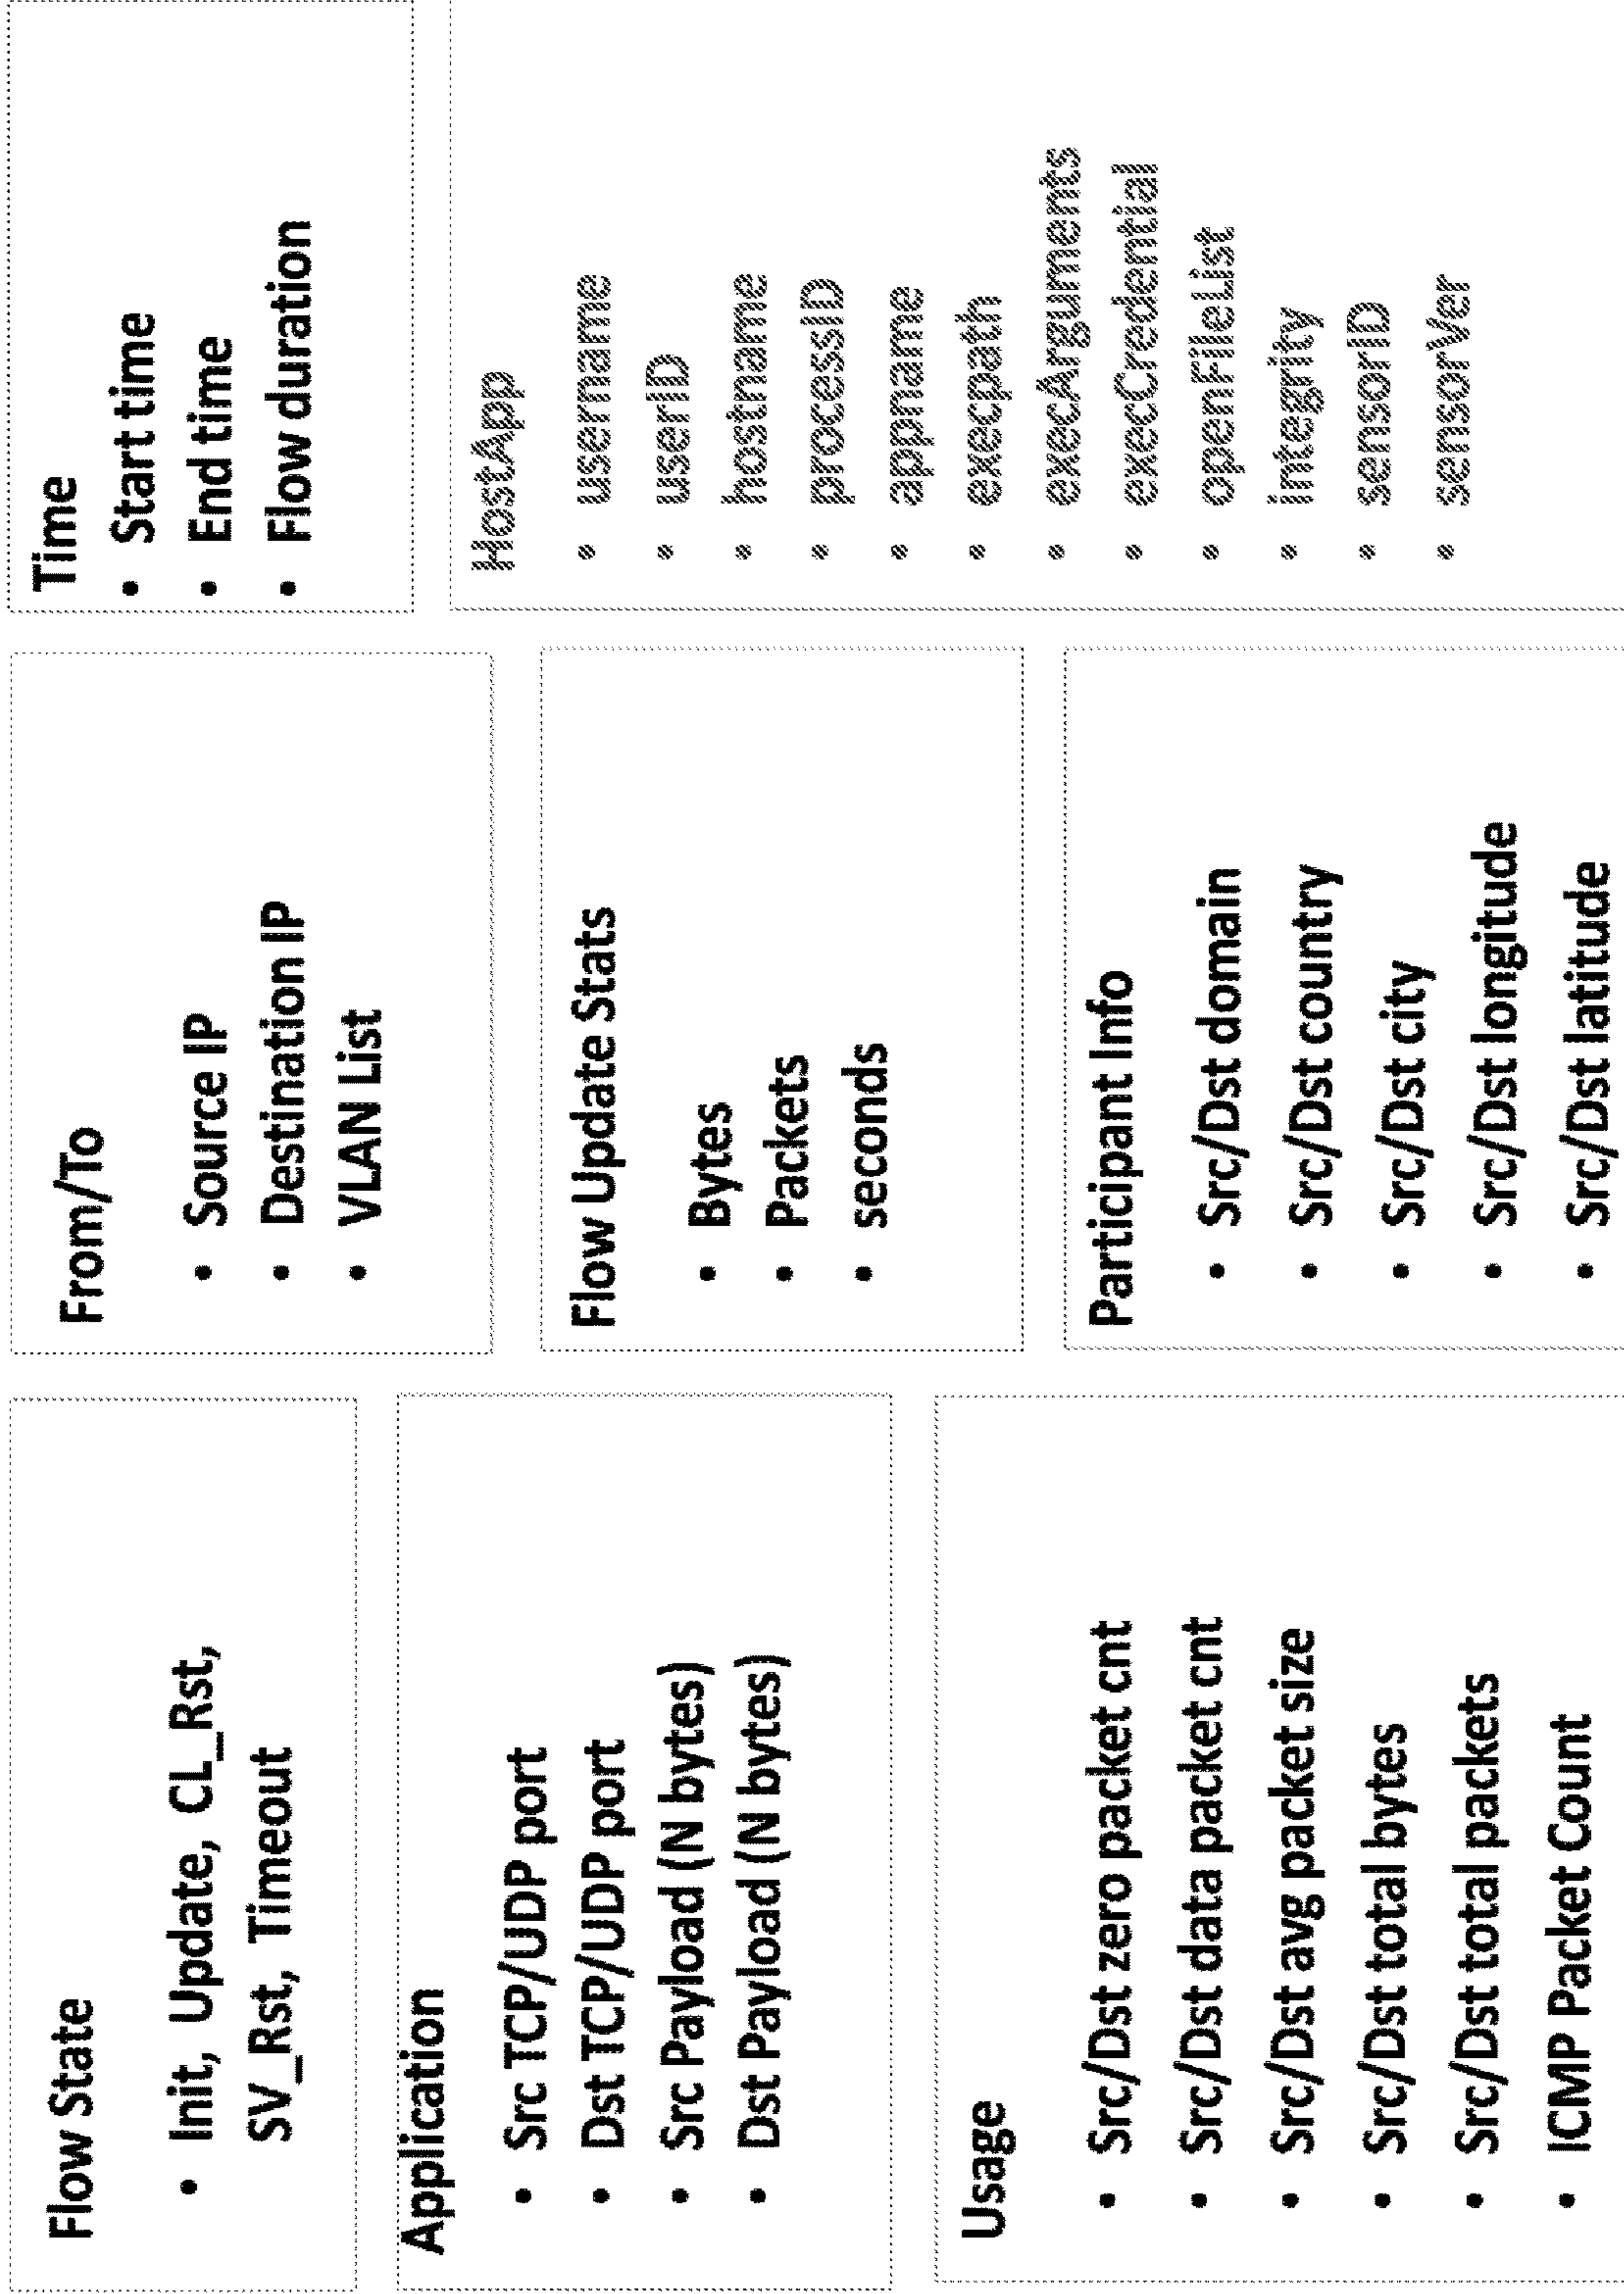 Flow State
• Init, Update, CL_Rst,
SV_Rst, Timeout
Application
• Src TCP/UDP port
• Dst TCP/UDP port
• Src Payload (N bytes)
• Dst Payload (N bytes)
Usage
• Src/Dst zero packet cnt
• Src/Dst data packet cnt
• Src/Dst avg packet size
• Src/Dst total bytes
• Src/Dst total packets
• ICMP Packet Count
From/To
• Source IP
• Destination IP
• VLAN List
Flow Update Stats
• Bytes
• Packets
• seconds
Participant Info
• Src/Dst domain
• Src/Dst country
• Src/Dst city
• Src/Dst longitude
• Src/Dst latitude
Time
• Start time
• End time
• Flow duration
HostApp
• username
• userID
• hostname
• processID
• appname
• execpath
• execArguments
• execCredential
• openFileList
• integrity
• sensorID
• sensorVer